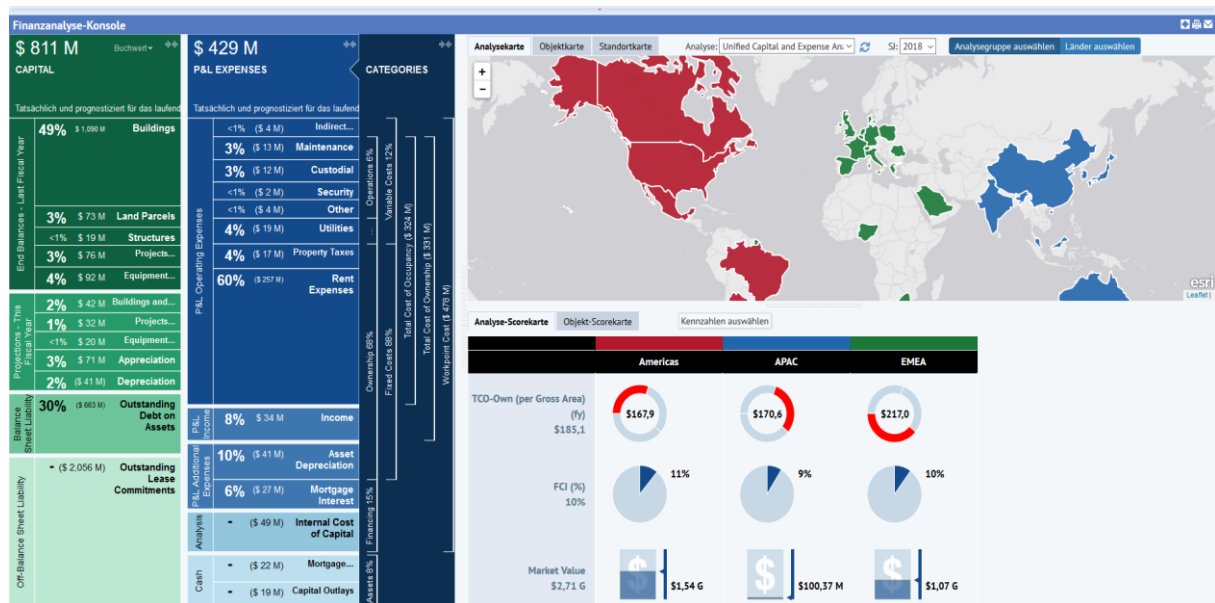 Finanzanalyse-Konsole
$ 811 M
Buchwert
CAPITAL
Tatsächlich und prognostiziert für das laufend
End Balances - Last Fiscal Year
49% $ 1,090 M Buildings
3% $ 73 M Land Parcels
<1% $ 19 M Structures
3% $ 76 M Projects...
4% $ 92 M Equipment...
Projections - This
Fiscal Year
2% $ 42 M Buildings and...
1% $ 32 M Projects...
<1% $ 20 M Equipment...
3% $ 71 M Appreciation
2% ($ 41 M) Depreciation
Balance
Sheet Liability
30% ($ 663 M) Outstanding
Debt on
Assets
Off-Balance Sheet Liability
- ($ 2,056 M) Outstanding
Lease
Commitments
$ 429 M
P&L EXPENSES
Tatsächlich und prognostiziert für das laufend
P&L Operating Expenses
<1% ($ 4 M) Indirect...
3% ($ 13 M) Maintenance
3% ($ 12 M) Custodial
<1% ($ 2 M) Security
<1% ($ 4 M) Other
4% ($ 19 M) Utilities
4% ($ 17 M) Property Taxes
60% ($ 257 M) Rent
Expenses
P&L
Income
8% $ 34 M Income
P&L Additional
Expenses
10% ($ 41 M) Asset
Depreciation
6% ($ 27 M) Mortgage
Interest
Analysis
- ($ 49 M) Internal Cost
of Capital
Cash
- ($ 22 M) Mortgage...
- ($ 19 M) Capital Outlays
CATEGORIES
Operations 6%
...
Ownership 68%
Financing 15%
Assets 8%
Variable Costs 12%
Fixed Costs 88%
Total Cost of Occupancy ($ 324 M)
Total Cost of Ownership ($ 331 M)
Workpoint Cost ($ 478 M)
Analysekarte Objektkarte Standortkarte Analyse: Unified Capital and Expense An. SJ: 2018 Analysegruppe auswählen Länder auswählen
+
−
esri
Leaflet |
Analyse-Scorekarte Objekt-Scorekarte Kennzahlen auswählen
Americas APAC EMEA
TCO-Own (per Gross Area)
(fy)
$185,1
$167,9 $170,6 $217,0
FCI (%)
10%
11% 9% 10%
Market Value
$2,71 G
$ $1,54 G $ $100,37 M $ $1,07 G